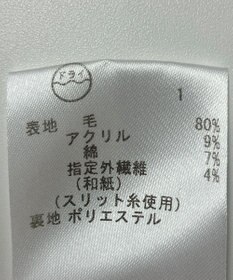 ドライ
1
表地 毛 80%
アクリル 9%
綿 7%
指定外繊維 4%
(和紙)
(スリット糸使用)
裏地 ポリエステル